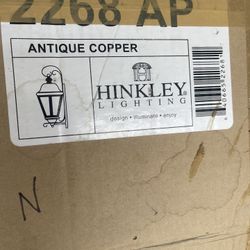 2268 AP
ANTIQUE COPPER
HINKLEY
LIGHTING
design • illuminate • enjoy
N